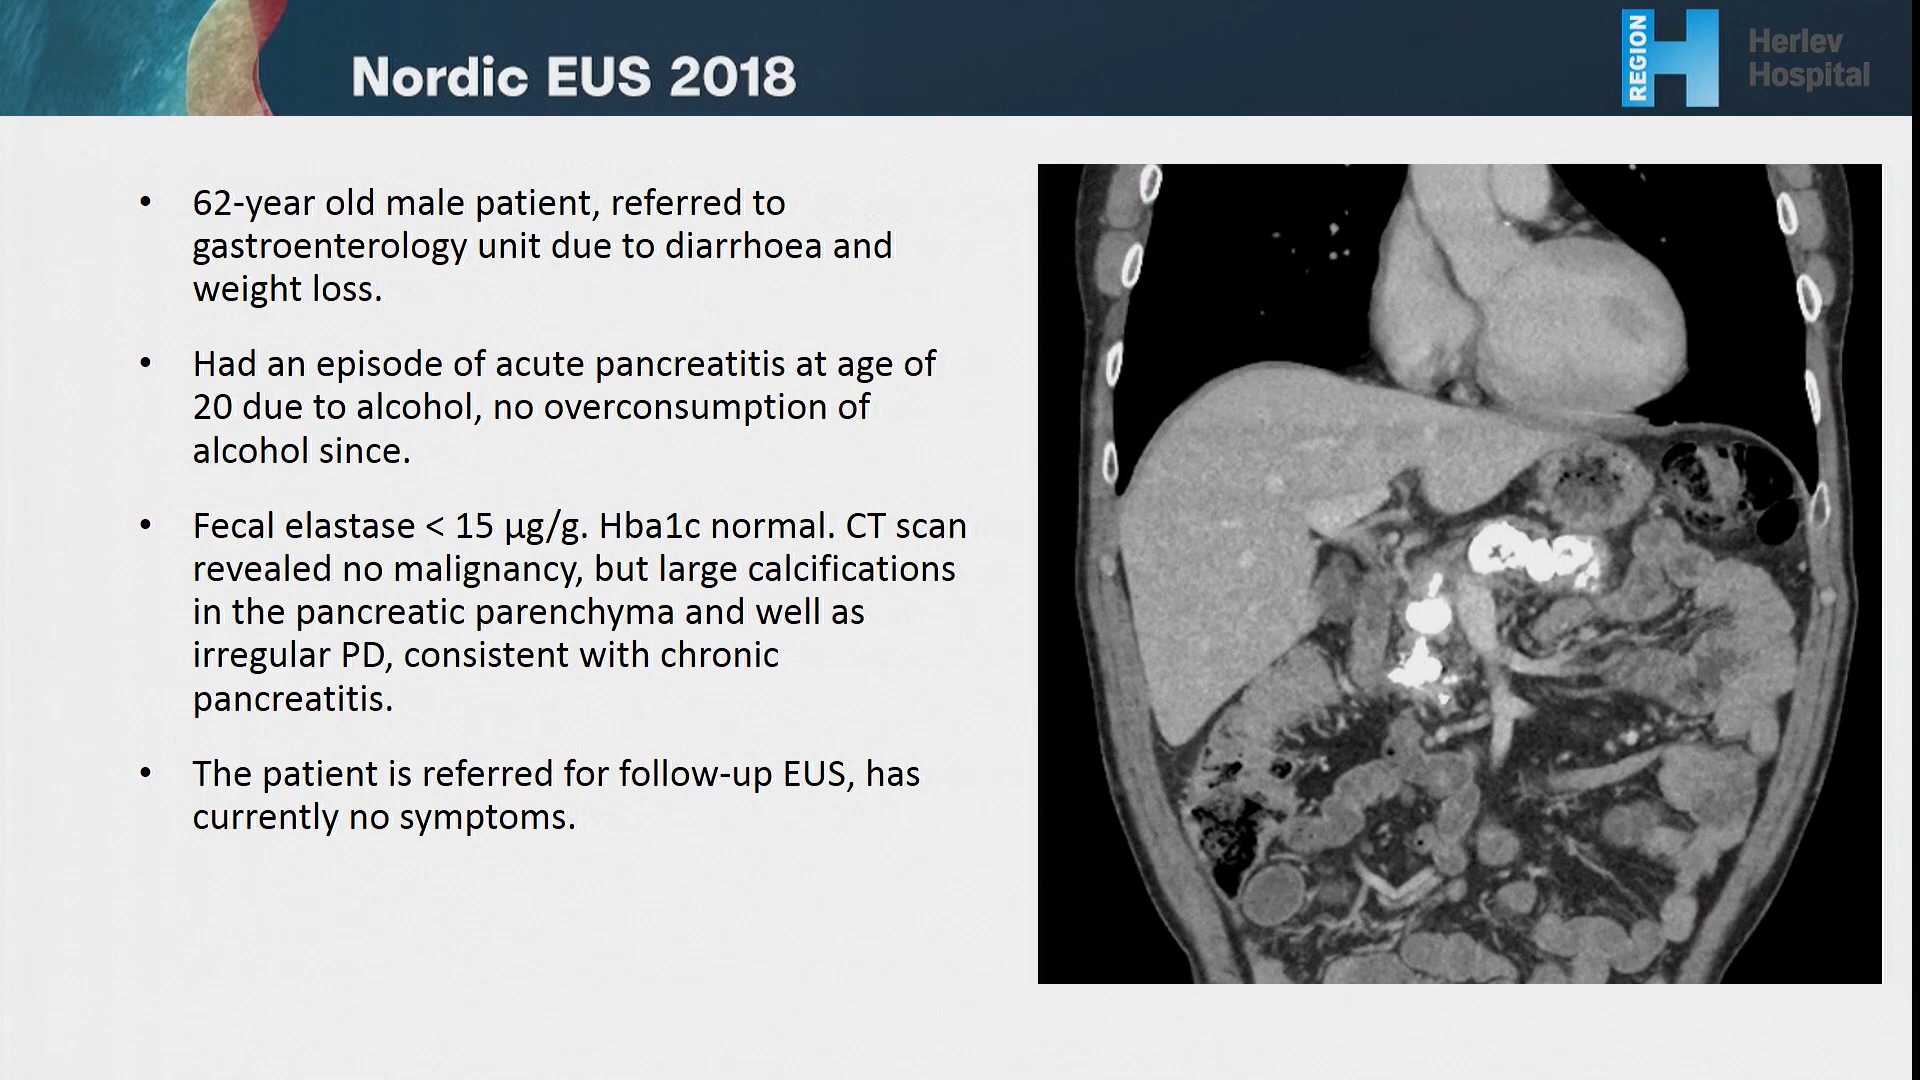 Nordic EUS 2018
REGION
H
Herlev
Hospital
• 62-year old male patient, referred to
gastroenterology unit due to diarrhoea and
weight loss.
• Had an episode of acute pancreatitis at age of
20 due to alcohol, no overconsumption of
alcohol since.
• Fecal elastase < 15 µg/g. Hba1c normal. CT scan
revealed no malignancy, but large calcifications
in the pancreatic parenchyma and well as
irregular PD, consistent with chronic
pancreatitis.
• The patient is referred for follow-up EUS, has
currently no symptoms.